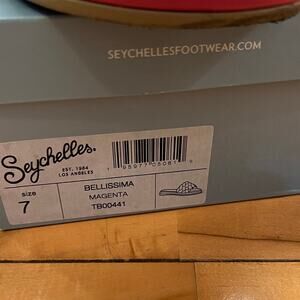 SEYCHELLESFOOTWEAR.COM
Seychelles.
EST. 1984
LOS ANGELES
SIZE
7
BELLISSIMA
MAGENTA
TB00441